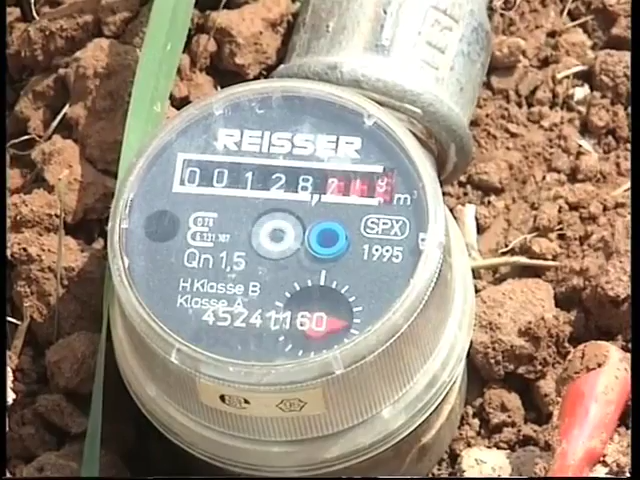 REISSER
00128,
m³
SPX
1995
Qn 1,5
H Klasse B
Klasse A
45241160